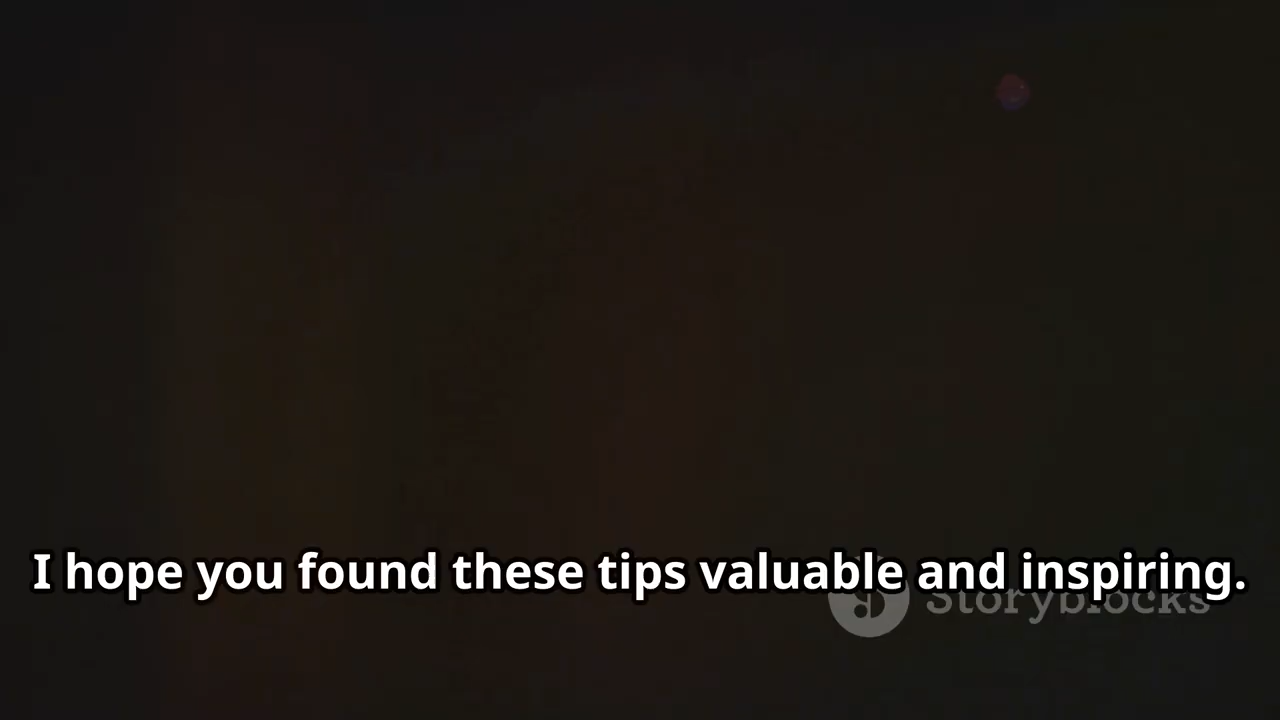 I hope you found these tips valuable and inspiring.
Storyblocks